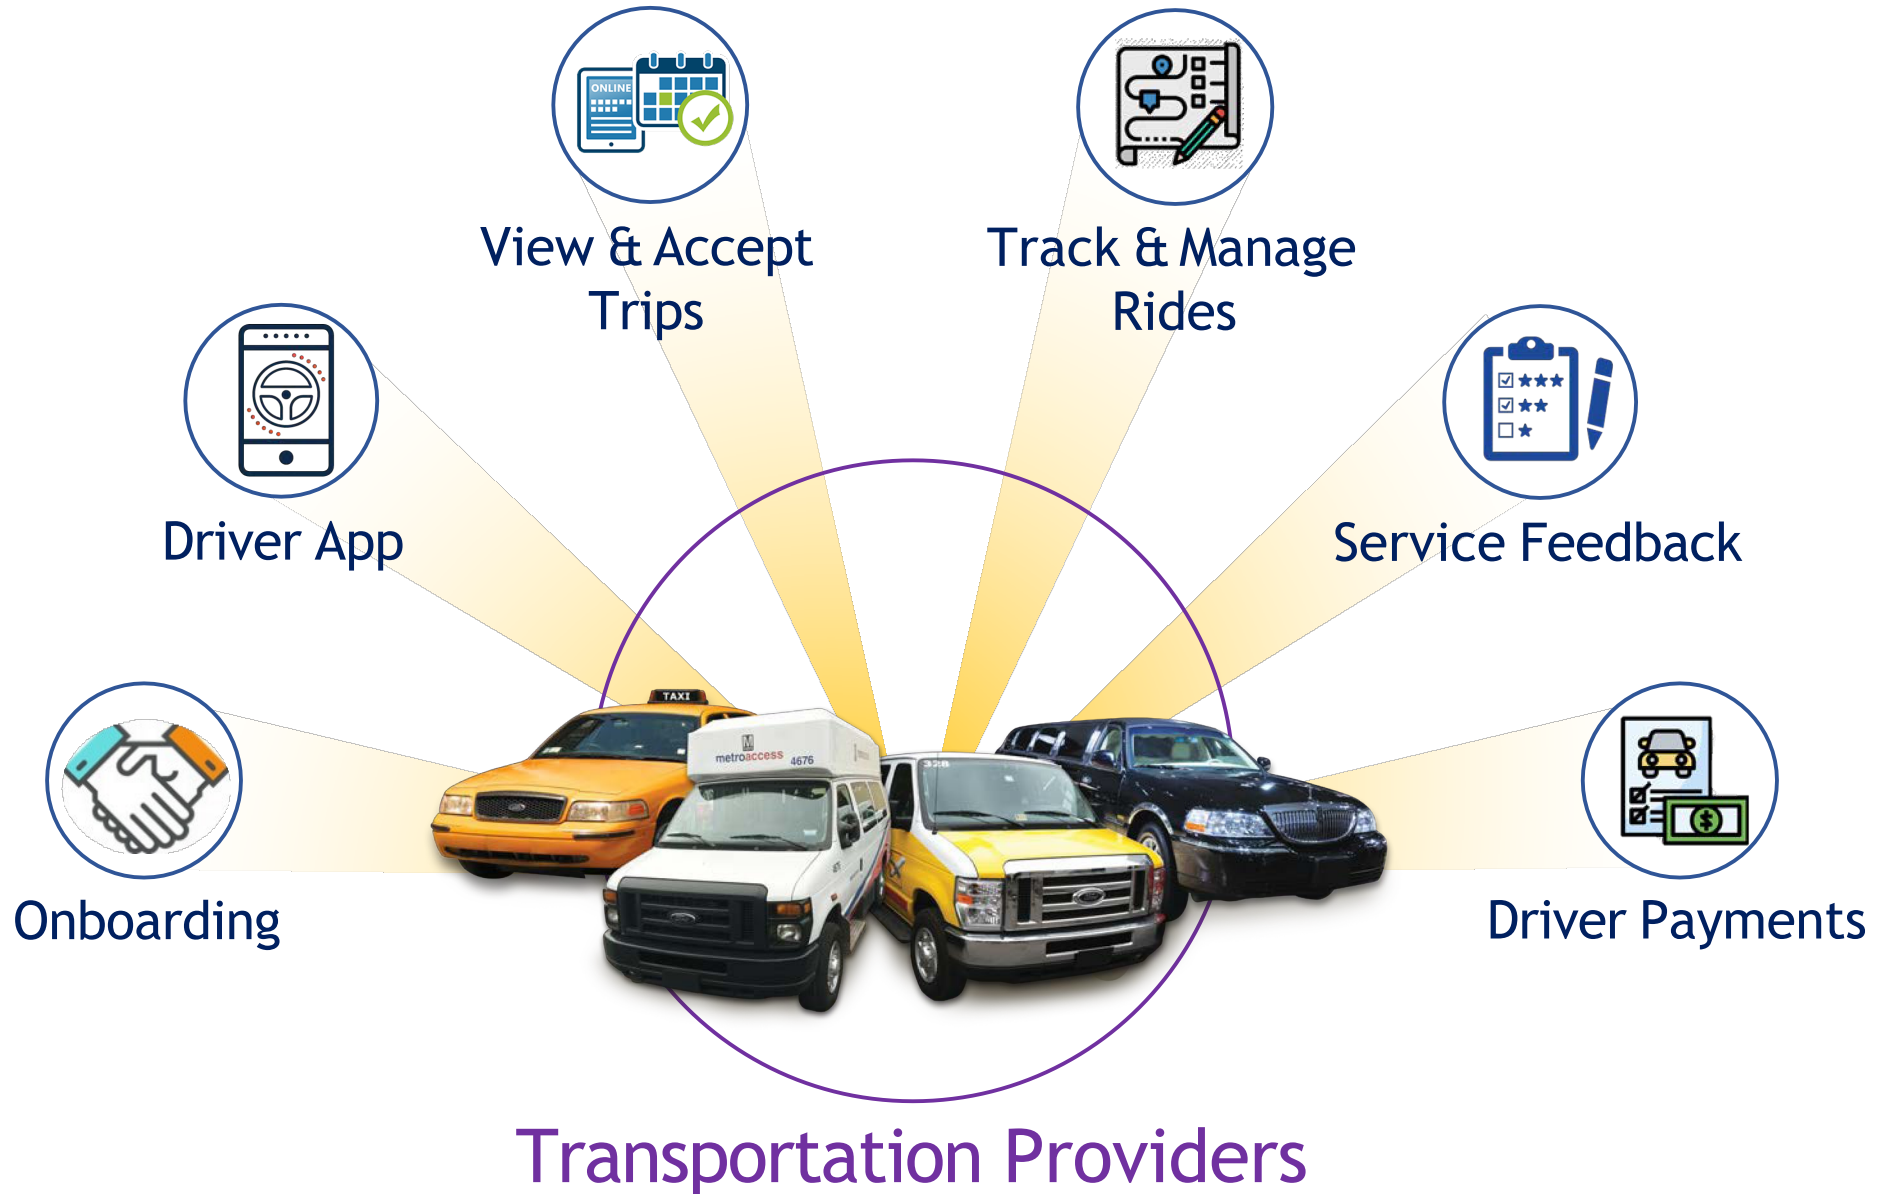 ONLINE
View & Accept
Trips
Track & Manage
Rides
Driver App
Service Feedback
TAXI
metroaccess 4676
328
Onboarding
Driver Payments
Transportation Providers